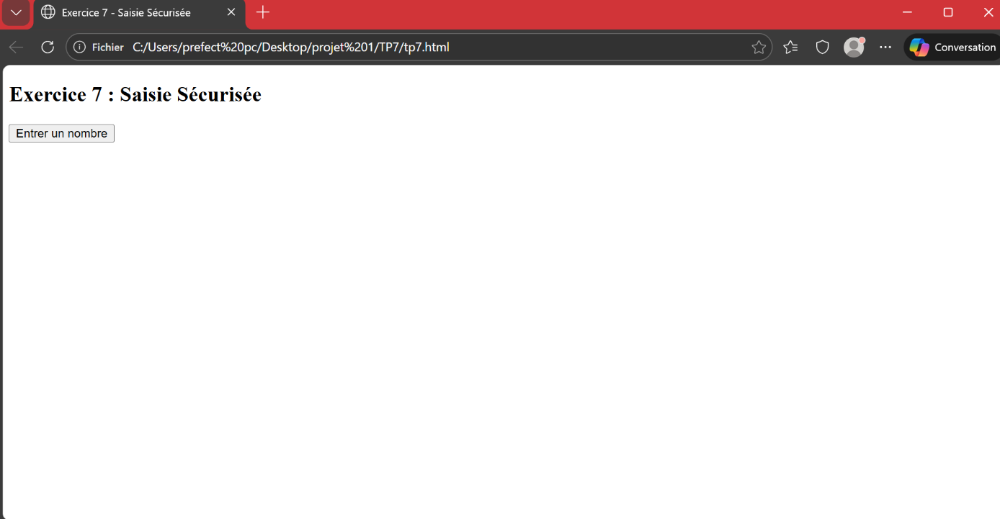 Exercice 7 - Saisie Sécurisée
Fichier C:/Users/prefect%20pc/Desktop/projet%201/TP7/tp7.html
Conversation
Exercice 7 : Saisie Sécurisée
Entrer un nombre